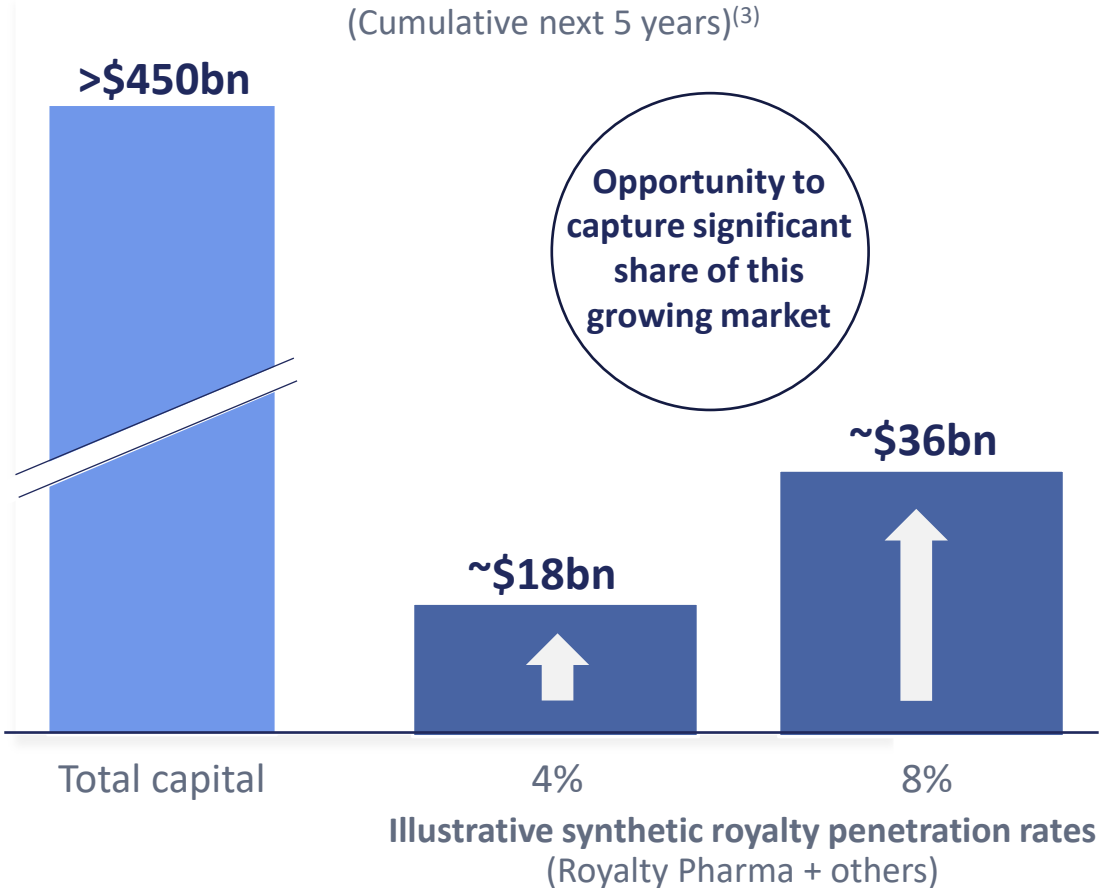 (Cumulative next 5 years)(3)
>$450bn
Opportunity to
capture significant
share of this
growing market
~$36bn
~$18bn
Total capital
4%
8%
Illustrative synthetic royalty penetration rates
(Royalty Pharma + others)